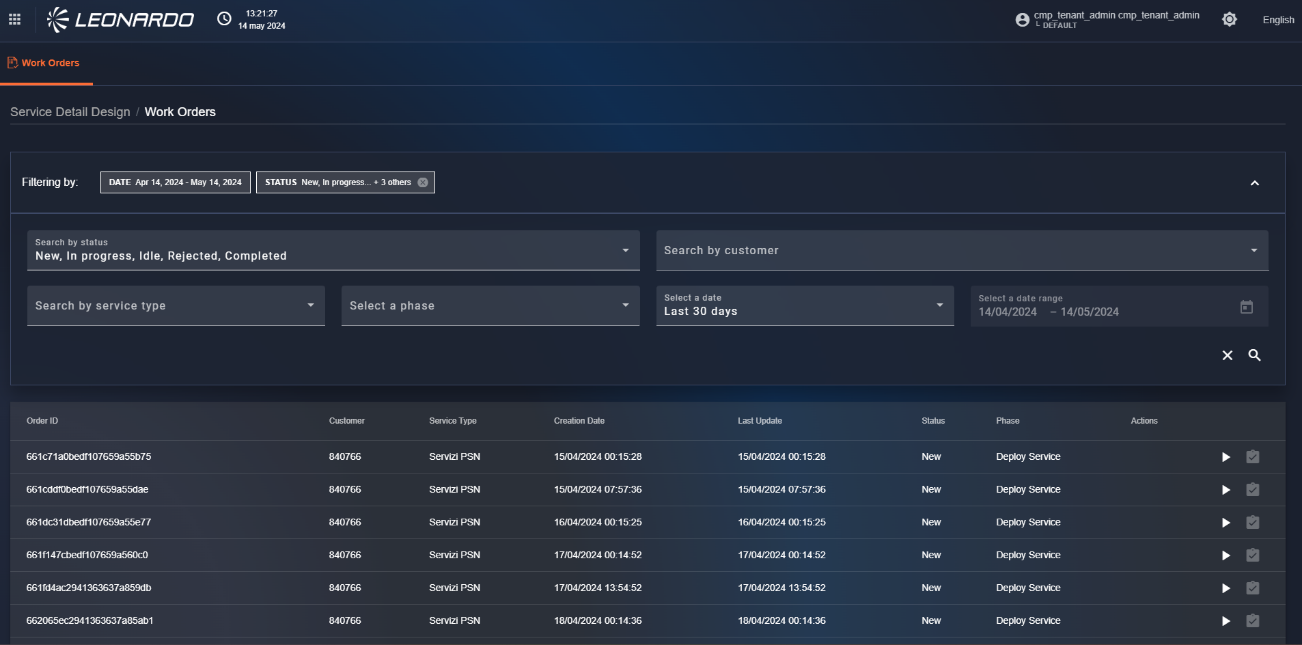 LEONARDO
13:21:27
14 may 2024
cmp_tenant_admin cmp_tenant_admin
└ DEFAULT
English
Work Orders
Service Detail Design / Work Orders
Filtering by: DATE Apr 14, 2024 - May 14, 2024 STATUS New, In progress... + 3 others
Search by status
New, In progress, Idle, Rejected, Completed
Search by customer
Search by service type
Select a phase
Select a date
Last 30 days
Select a date range
14/04/2024 – 14/05/2024
Order ID Customer Service Type Creation Date Last Update Status Phase Actions
661c71a0bedf107659a55b75 840766 Servizi PSN 15/04/2024 00:15:28 15/04/2024 00:15:28 New Deploy Service
661cddf0bedf107659a55dae 840766 Servizi PSN 15/04/2024 07:57:36 15/04/2024 07:57:36 New Deploy Service
661dc31dbedf107659a55e77 840766 Servizi PSN 16/04/2024 00:15:25 16/04/2024 00:15:25 New Deploy Service
661f147cbedf107659a560c0 840766 Servizi PSN 17/04/2024 00:14:52 17/04/2024 00:14:52 New Deploy Service
661fd4ac2941363637a859db 840766 Servizi PSN 17/04/2024 13:54:52 17/04/2024 13:54:52 New Deploy Service
662065ec2941363637a85ab1 840766 Servizi PSN 18/04/2024 00:14:36 18/04/2024 00:14:36 New Deploy Service